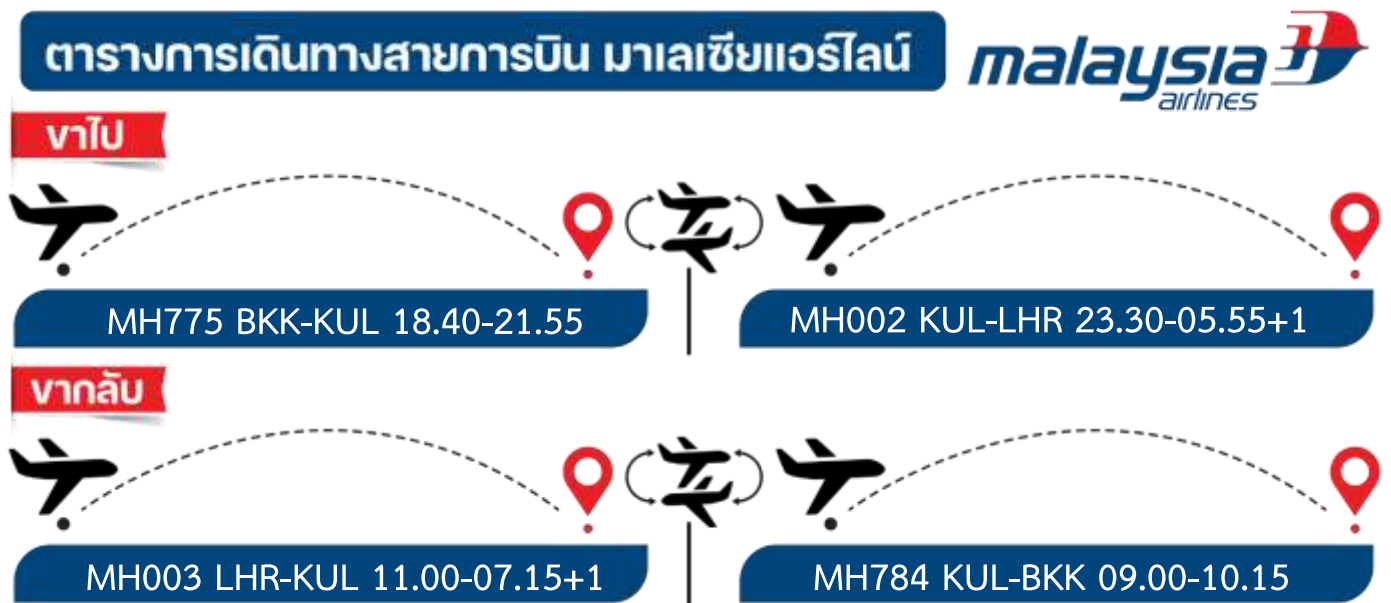 ตารางการเดินทางสายการบิน มาเลเซียแอร์ไลน์
malaysia
airlines
ขาไป
MH775 BKK-KUL 18.40-21.55
MH002 KUL-LHR 23.30-05.55+1
ขากลับ
MH003 LHR-KUL 11.00-07.15+1
MH784 KUL-BKK 09.00-10.15